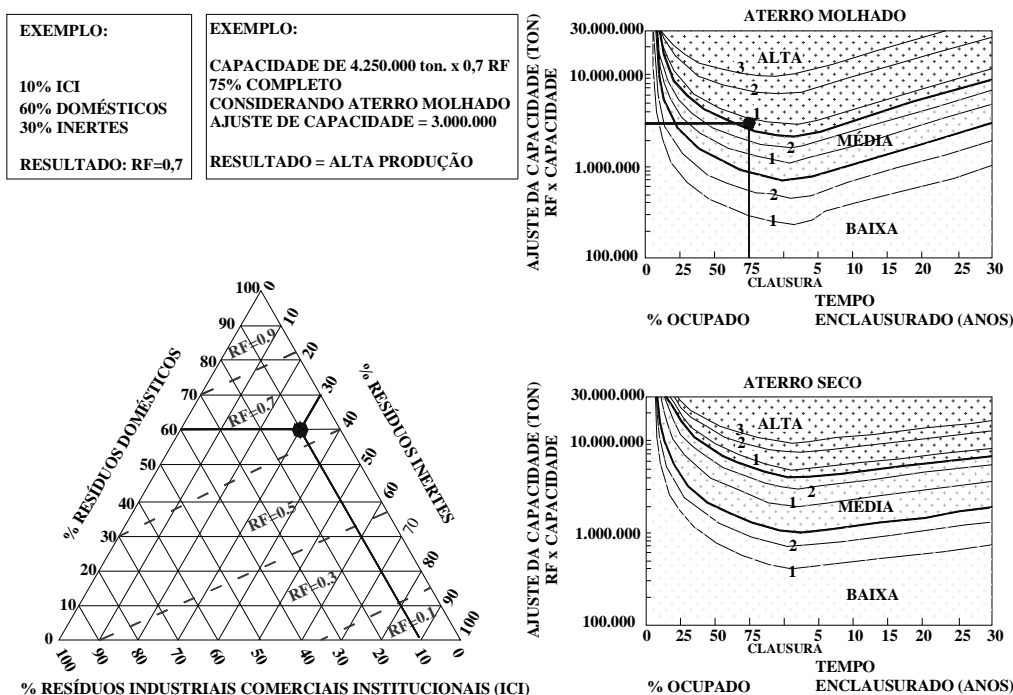 EXEMPLO:
10% ICI
60% DOMÉSTICOS
30% INERTES
RESULTADO: RF=0,7
EXEMPLO:
CAPACIDADE DE 4.250.000 ton. x 0,7 RF
75% COMPLETO
CONSIDERANDO ATERRO MOLHADO
AJUSTE DE CAPACIDADE = 3.000.000
RESULTADO = ALTA PRODUÇÃO
ATERRO MOLHADO
AJUSTE DA CAPACIDADE (TON)
RF x CAPACIDADE
30.000.000
10.000.000
1.000.000
100.000
ALTA
3
2
1
MÉDIA
2
1
BAIXA
2
1
0 25 50 75 5 10 15 20 25 30
CLAUSURA
TEMPO
% OCUPADO ENCLAUSURADO (ANOS)
% RESÍDUOS DOMÉSTICOS
100
90
80
70
60
50
40
30
20
10
0
% RESÍDUOS INERTES
0
10
20
30
40
50
60
70
80
90
100
RF=0.9
RF=0.7
RF=0.5
RF=0.3
RF=0.1
100 90 80 70 60 50 40 30 20 10 0
% RESÍDUOS INDUSTRIAIS COMERCIAIS INSTITUCIONAIS (ICI)
ATERRO SECO
AJUSTE DA CAPACIDADE (TON)
RF x CAPACIDADE
30.000.000
10.000.000
1.000.000
100.000
ALTA
3
2
1
2
1
MÉDIA
2
1
BAIXA
0 25 50 75 5 10 15 20 25 30
CLAUSURA
TEMPO
% OCUPADO ENCLAUSURADO (ANOS)